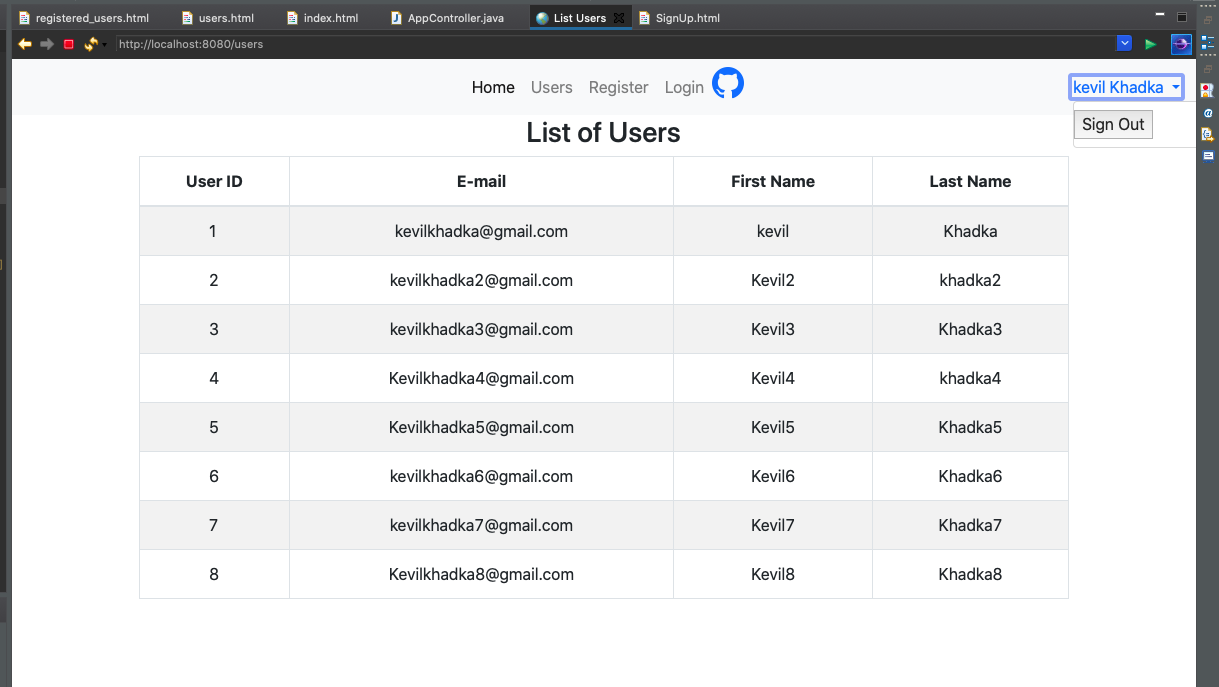 registered_users.html users.html index.html AppController.java List Users SignUp.html
http://localhost:8080/users
Home Users Register Login kevil Khadka
Sign Out
List of Users
User ID E-mail First Name Last Name
1 kevilkhadka@gmail.com kevil Khadka
2 kevilkhadka2@gmail.com Kevil2 khadka2
3 kevilkhadka3@gmail.com Kevil3 Khadka3
4 Kevilkhadka4@gmail.com Kevil4 khadka4
5 Kevilkhadka5@gmail.com Kevil5 Khadka5
6 kevilkhadka6@gmail.com Kevil6 Khadka6
7 kevilkhadka7@gmail.com Kevil7 Khadka7
8 Kevilkhadka8@gmail.com Kevil8 Khadka8